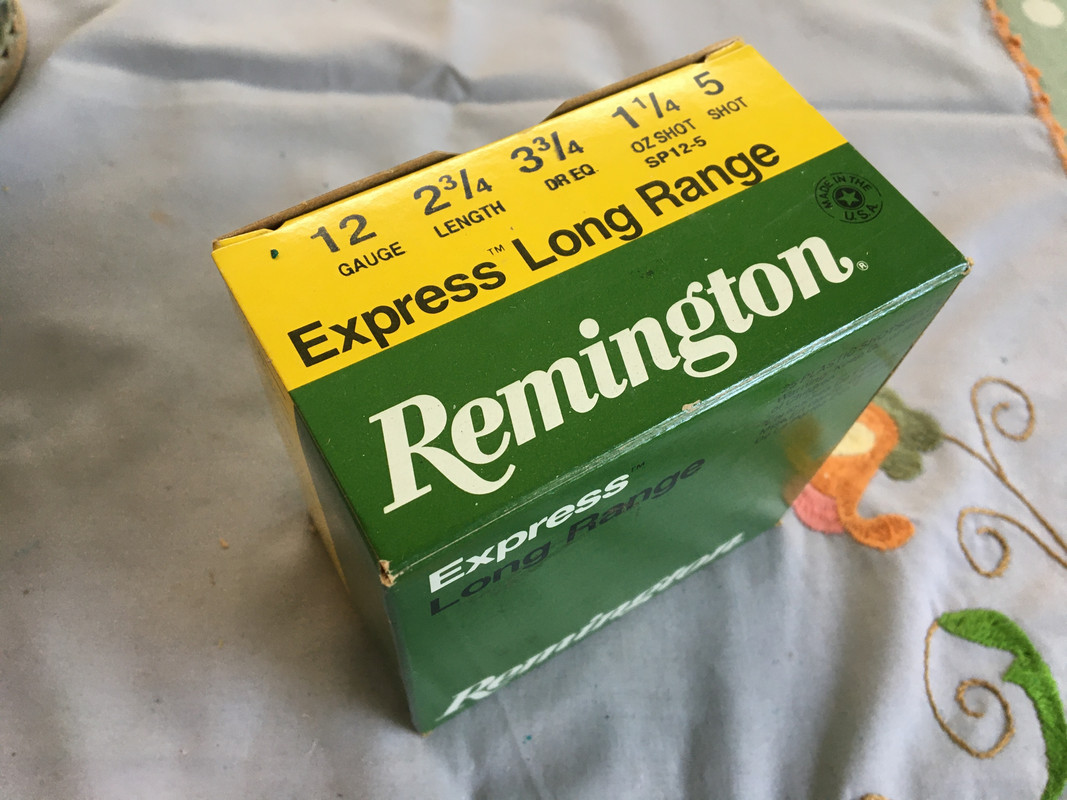 12 2¾ 3¾ 1¼ 5
GAUGE LENGTH DR EQ. OZ SHOT SHOT
SP12-5
Express™ Long Range
MADE IN THE
U.S.A.
Remington®
Express™
Long Range
Remington